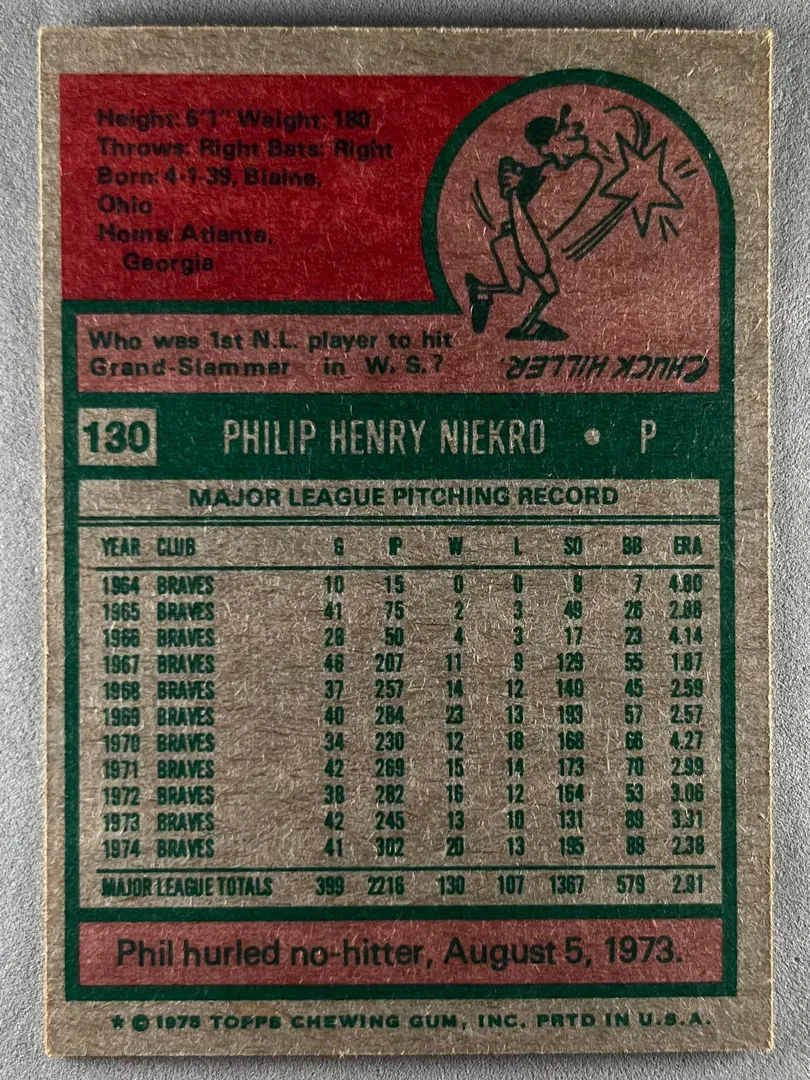 Height: 6'1" Weight: 180
Throws: Right Bats: Right
Born: 4-1-39, Blaine,
Ohio
Home: Atlanta,
Georgia
Who was 1st N.L. player to hit
Grand-Slammer in W. S.?
CHUCK HILLER.
130 PHILIP HENRY NIEKRO • P
MAJOR LEAGUE PITCHING RECORD
YEAR CLUB G IP W L SO BB ERA
1964 BRAVES 10 15 0 0 8 7 4.80
1965 BRAVES 41 75 2 3 49 26 2.88
1966 BRAVES 28 50 4 3 17 23 4.14
1967 BRAVES 46 207 11 9 129 55 1.87
1968 BRAVES 37 257 14 12 140 45 2.59
1969 BRAVES 40 284 23 13 193 57 2.57
1970 BRAVES 34 230 12 18 168 66 4.27
1971 BRAVES 42 269 15 14 173 70 2.99
1972 BRAVES 38 282 16 12 164 53 3.06
1973 BRAVES 42 245 13 10 131 89 3.31
1974 BRAVES 41 302 20 13 195 88 2.38
MAJOR LEAGUE TOTALS 399 2216 130 107 1367 579 2.91
Phil hurled no-hitter, August 5, 1973.
★ © 1975 TOPPS CHEWING GUM, INC. PRTD IN U.S.A.